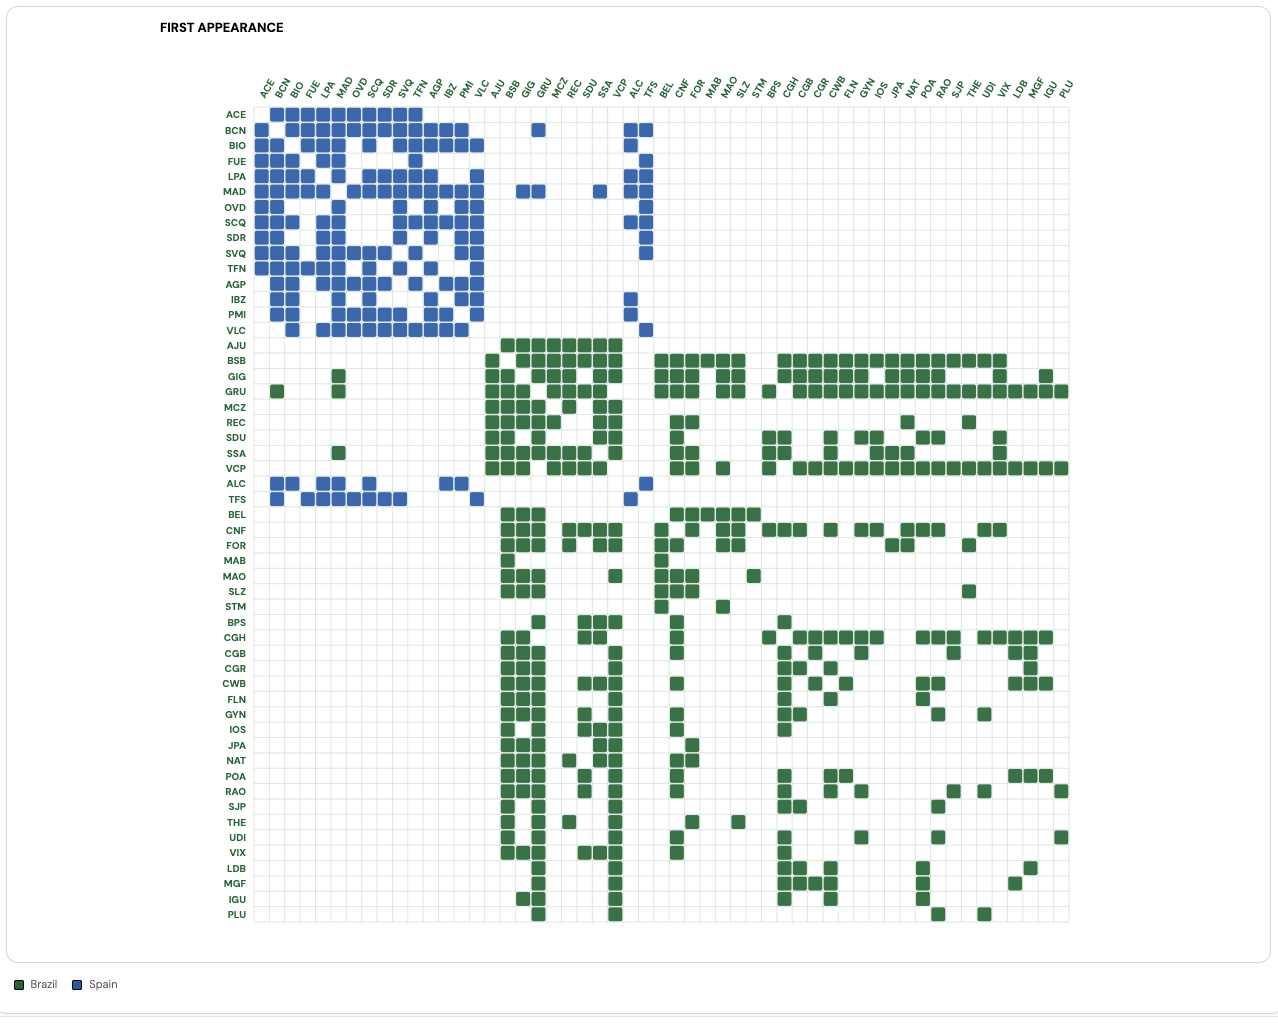 FIRST APPEARANCE
ACE BCN BIO FUE LPA MAD OVD SCQ SDR SVQ TFN AGP IBZ PMI VLC AJU BSB GIG GRU MCZ REC SDU SSA VCP ALC TFS BEL CNF FOR MAB MAO SLZ STM BPS CGH CGB CGR CWB FLN GYN IOS JPA NAT POA RAO SJP THE UDI VIX LDB MGF IGU PLU
ACE
BCN
BIO
FUE
LPA
MAD
OVD
SCQ
SDR
SVQ
TFN
AGP
IBZ
PMI
VLC
AJU
BSB
GIG
GRU
MCZ
REC
SDU
SSA
VCP
ALC
TFS
BEL
CNF
FOR
MAB
MAO
SLZ
STM
BPS
CGH
CGB
CGR
CWB
FLN
GYN
IOS
JPA
NAT
POA
RAO
SJP
THE
UDI
VIX
LDB
MGF
IGU
PLU
Brazil Spain